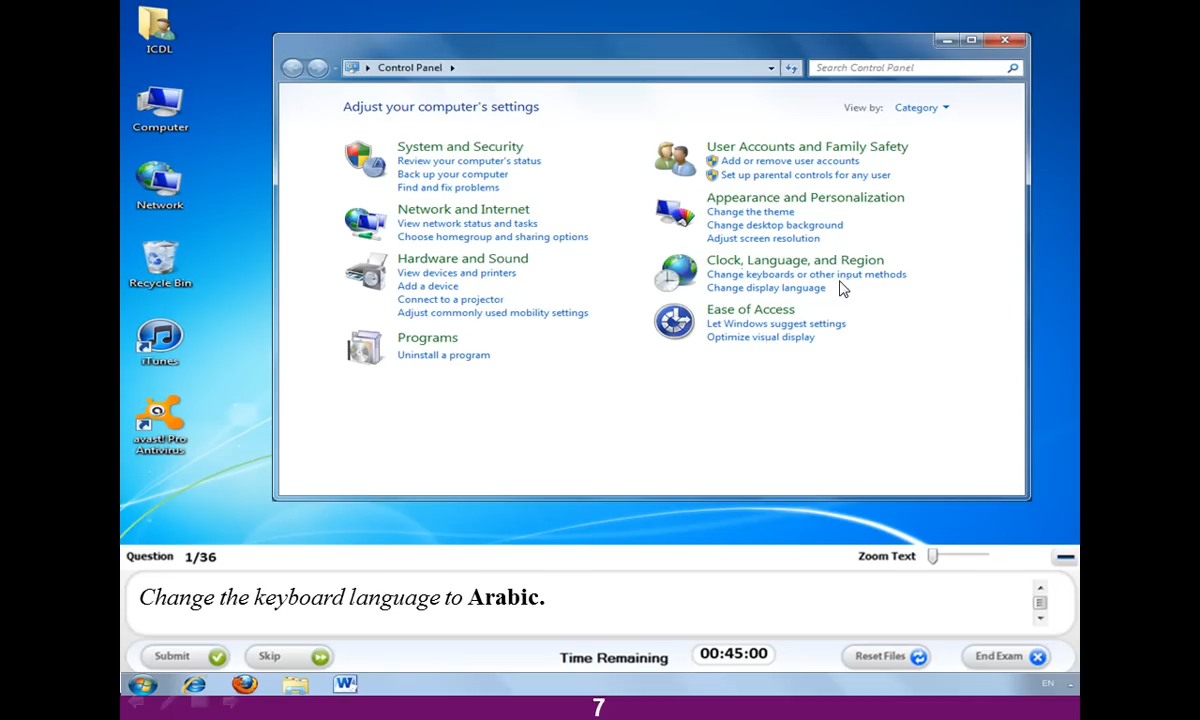 ICDL
Computer
Network
Recycle Bin
iTunes
avast! Pro
Antivirus
Control Panel
Search Control Panel
Adjust your computer's settings
View by: Category
System and Security
Review your computer's status
Back up your computer
Find and fix problems
Network and Internet
View network status and tasks
Choose homegroup and sharing options
Hardware and Sound
View devices and printers
Add a device
Connect to a projector
Adjust commonly used mobility settings
Programs
Uninstall a program
User Accounts and Family Safety
Add or remove user accounts
Set up parental controls for any user
Appearance and Personalization
Change the theme
Change desktop background
Adjust screen resolution
Clock, Language, and Region
Change keyboards or other input methods
Change display language
Ease of Access
Let Windows suggest settings
Optimize visual display
Question 1/36
Zoom Text
Change the keyboard language to Arabic.
Submit
Skip
Time Remaining 00:45:00
Reset Files
End Exam
EN
7